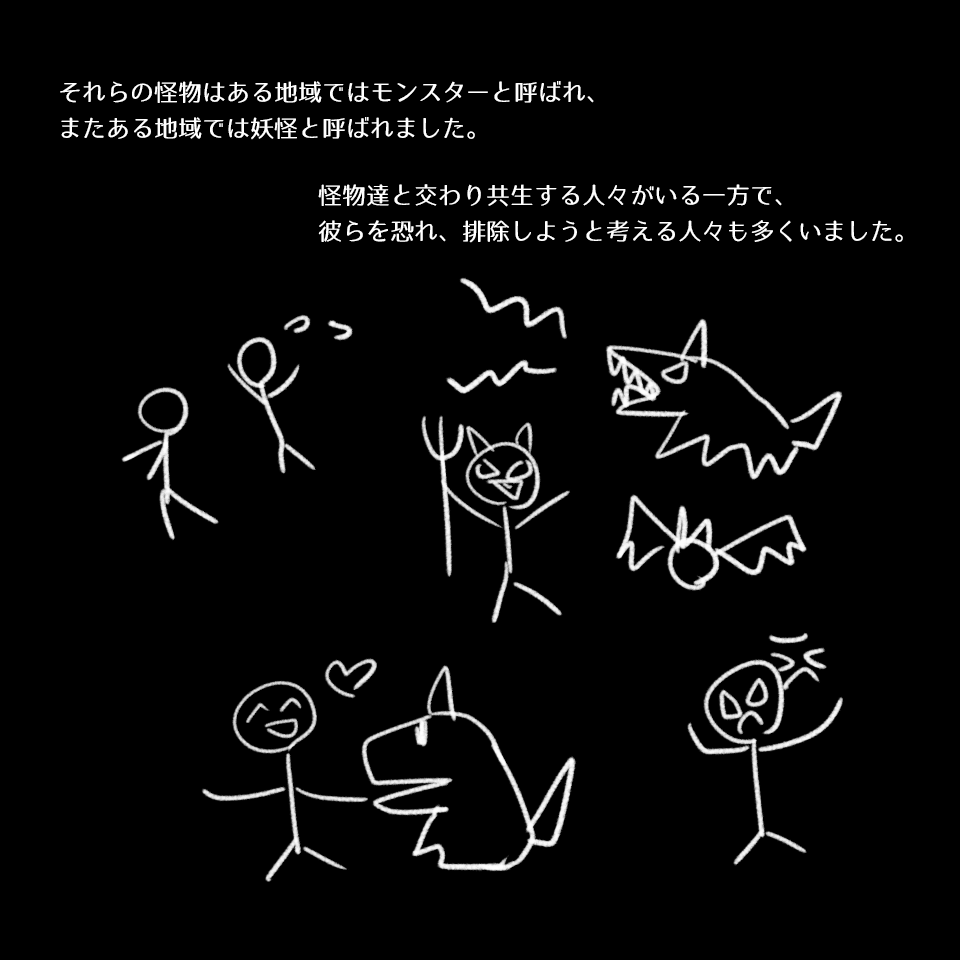 それらの怪物はある地域ではモンスターと呼ばれ、
またある地域では妖怪と呼ばれました。
怪物達と交わり共生する人々がいる一方で、
彼らを恐れ、排除しようと考える人々も多くいました。